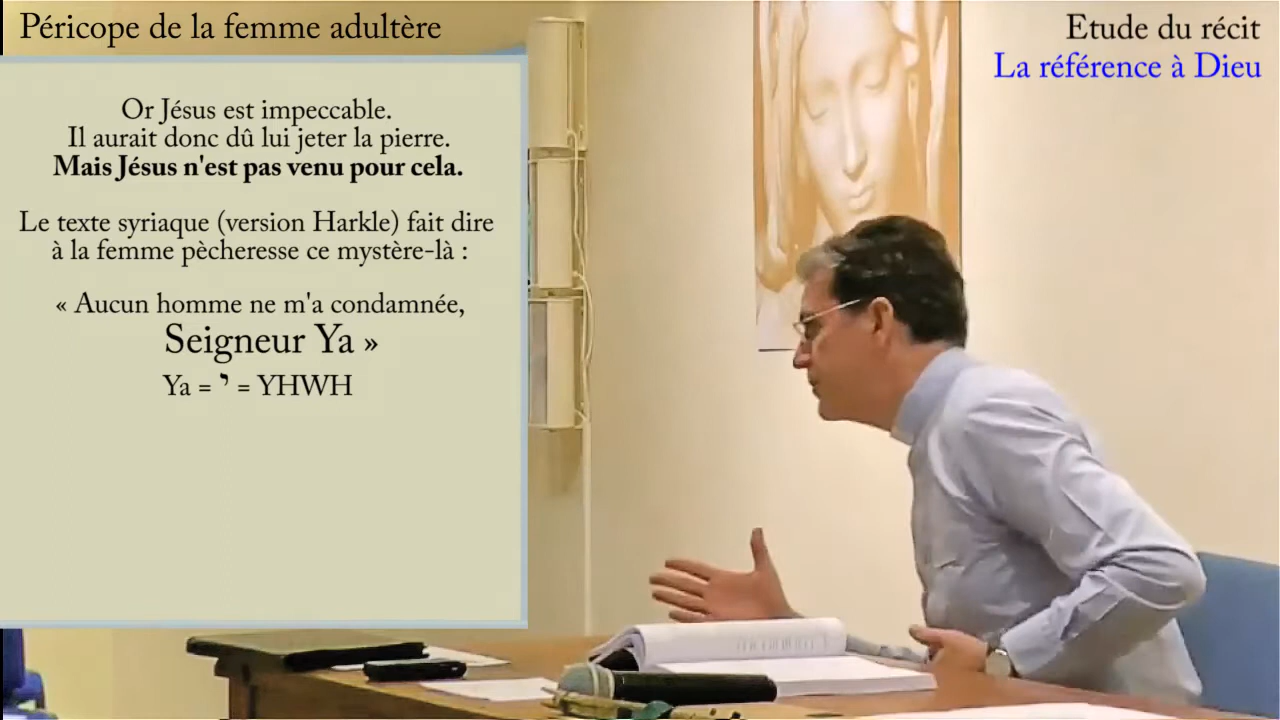 Péricope de la femme adultère
Etude du récit
La référence à Dieu
Or Jésus est impeccable.
Il aurait donc dû lui jeter la pierre.
Mais Jésus n'est pas venu pour cela.
Le texte syriaque (version Harkle) fait dire
à la femme pècheresse ce mystère-là :
« Aucun homme ne m'a condamnée,
Seigneur Ya »
Ya = י = YHWH